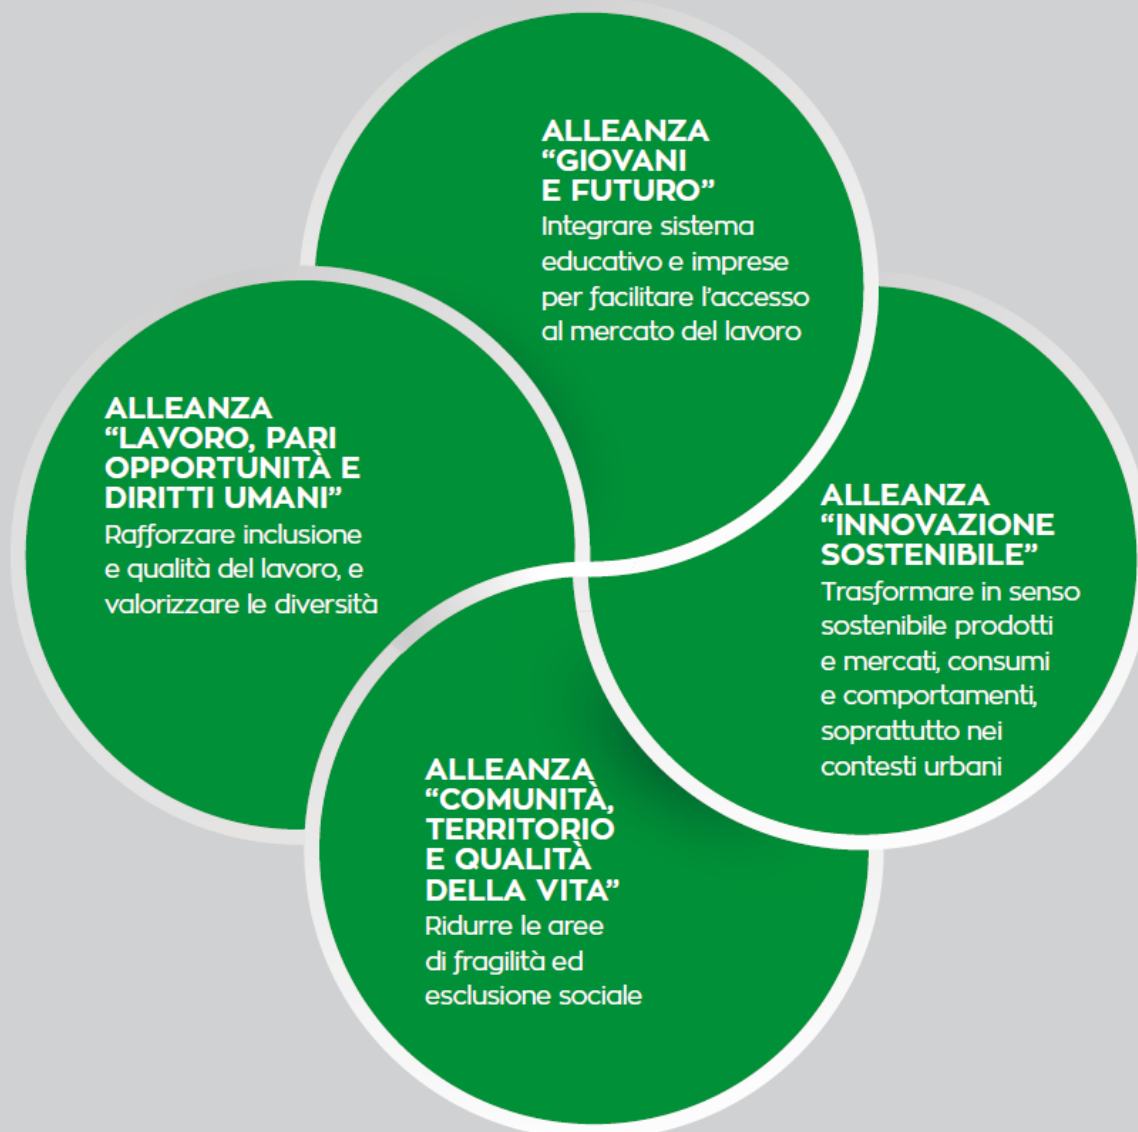 ALLEANZA
“GIOVANI
E FUTURO”
Integrare sistema
educativo e imprese
per facilitare l’accesso
al mercato del lavoro
ALLEANZA
“LAVORO, PARI
OPPORTUNITÀ E
DIRITTI UMANI”
Rafforzare inclusione
e qualità del lavoro, e
valorizzare le diversità
ALLEANZA
“INNOVAZIONE
SOSTENIBILE”
Trasformare in senso
sostenibile prodotti
e mercati, consumi
e comportamenti,
soprattutto nei
contesti urbani
ALLEANZA
“COMUNITÀ,
TERRITORIO
E QUALITÀ
DELLA VITA”
Ridurre le aree
di fragilità ed
esclusione sociale